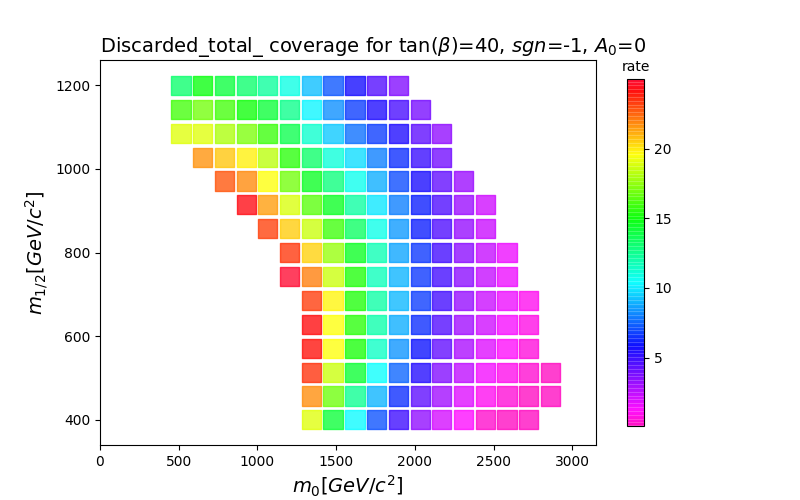 Discarded_total_ coverage for tan(β)=40, sgn=-1, A₀=0
rate
1200
1000
800
600
400
20
15
10
5
m₁/₂[GeV/c²]
0 500 1000 1500 2000 2500 3000
m₀[GeV/c²]